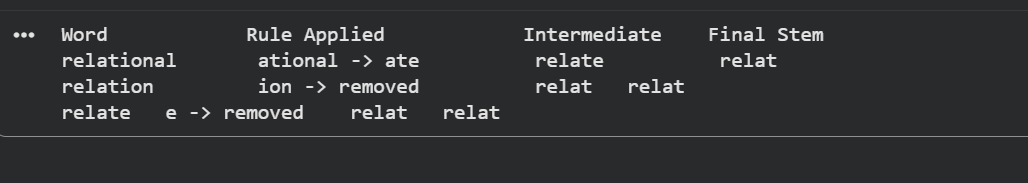 ••• Word Rule Applied Intermediate Final Stem
relational ational -> ate relate relat
relation ion -> removed relat relat
relate e -> removed relat relat